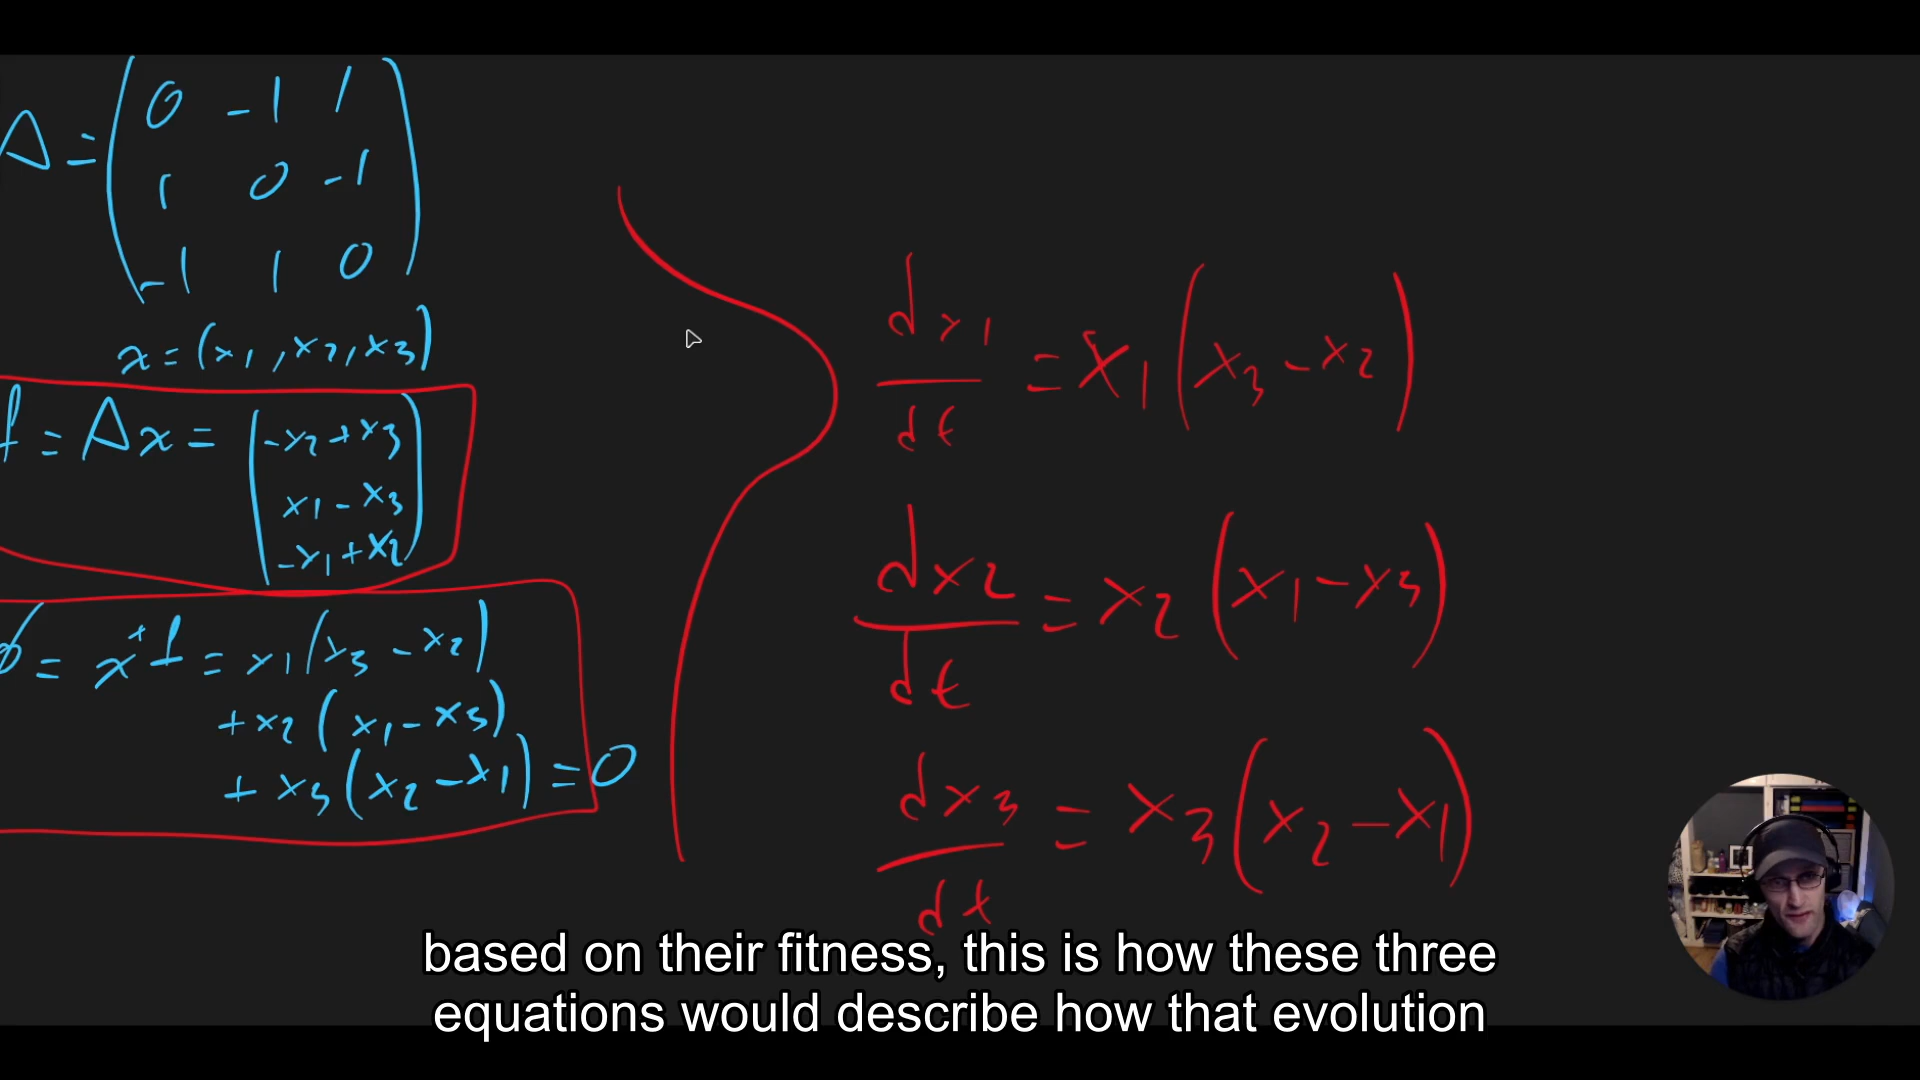 A = ( 0 -1 1
1 0 -1
-1 1 0 )
x = (x1, x2, x3)
f = Ax = ( -x2 + x3
x1 - x3
-x1 + x2 )
φ = x^T f = x1(x3 - x2)
+ x2(x1 - x3)
+ x3(x2 - x1) = 0
dx1/dt = x1(x3 - x2)
dx2/dt = x2(x1 - x3)
dx3/dt = x3(x2 - x1)
based on their fitness, this is how these three
equations would describe how that evolution